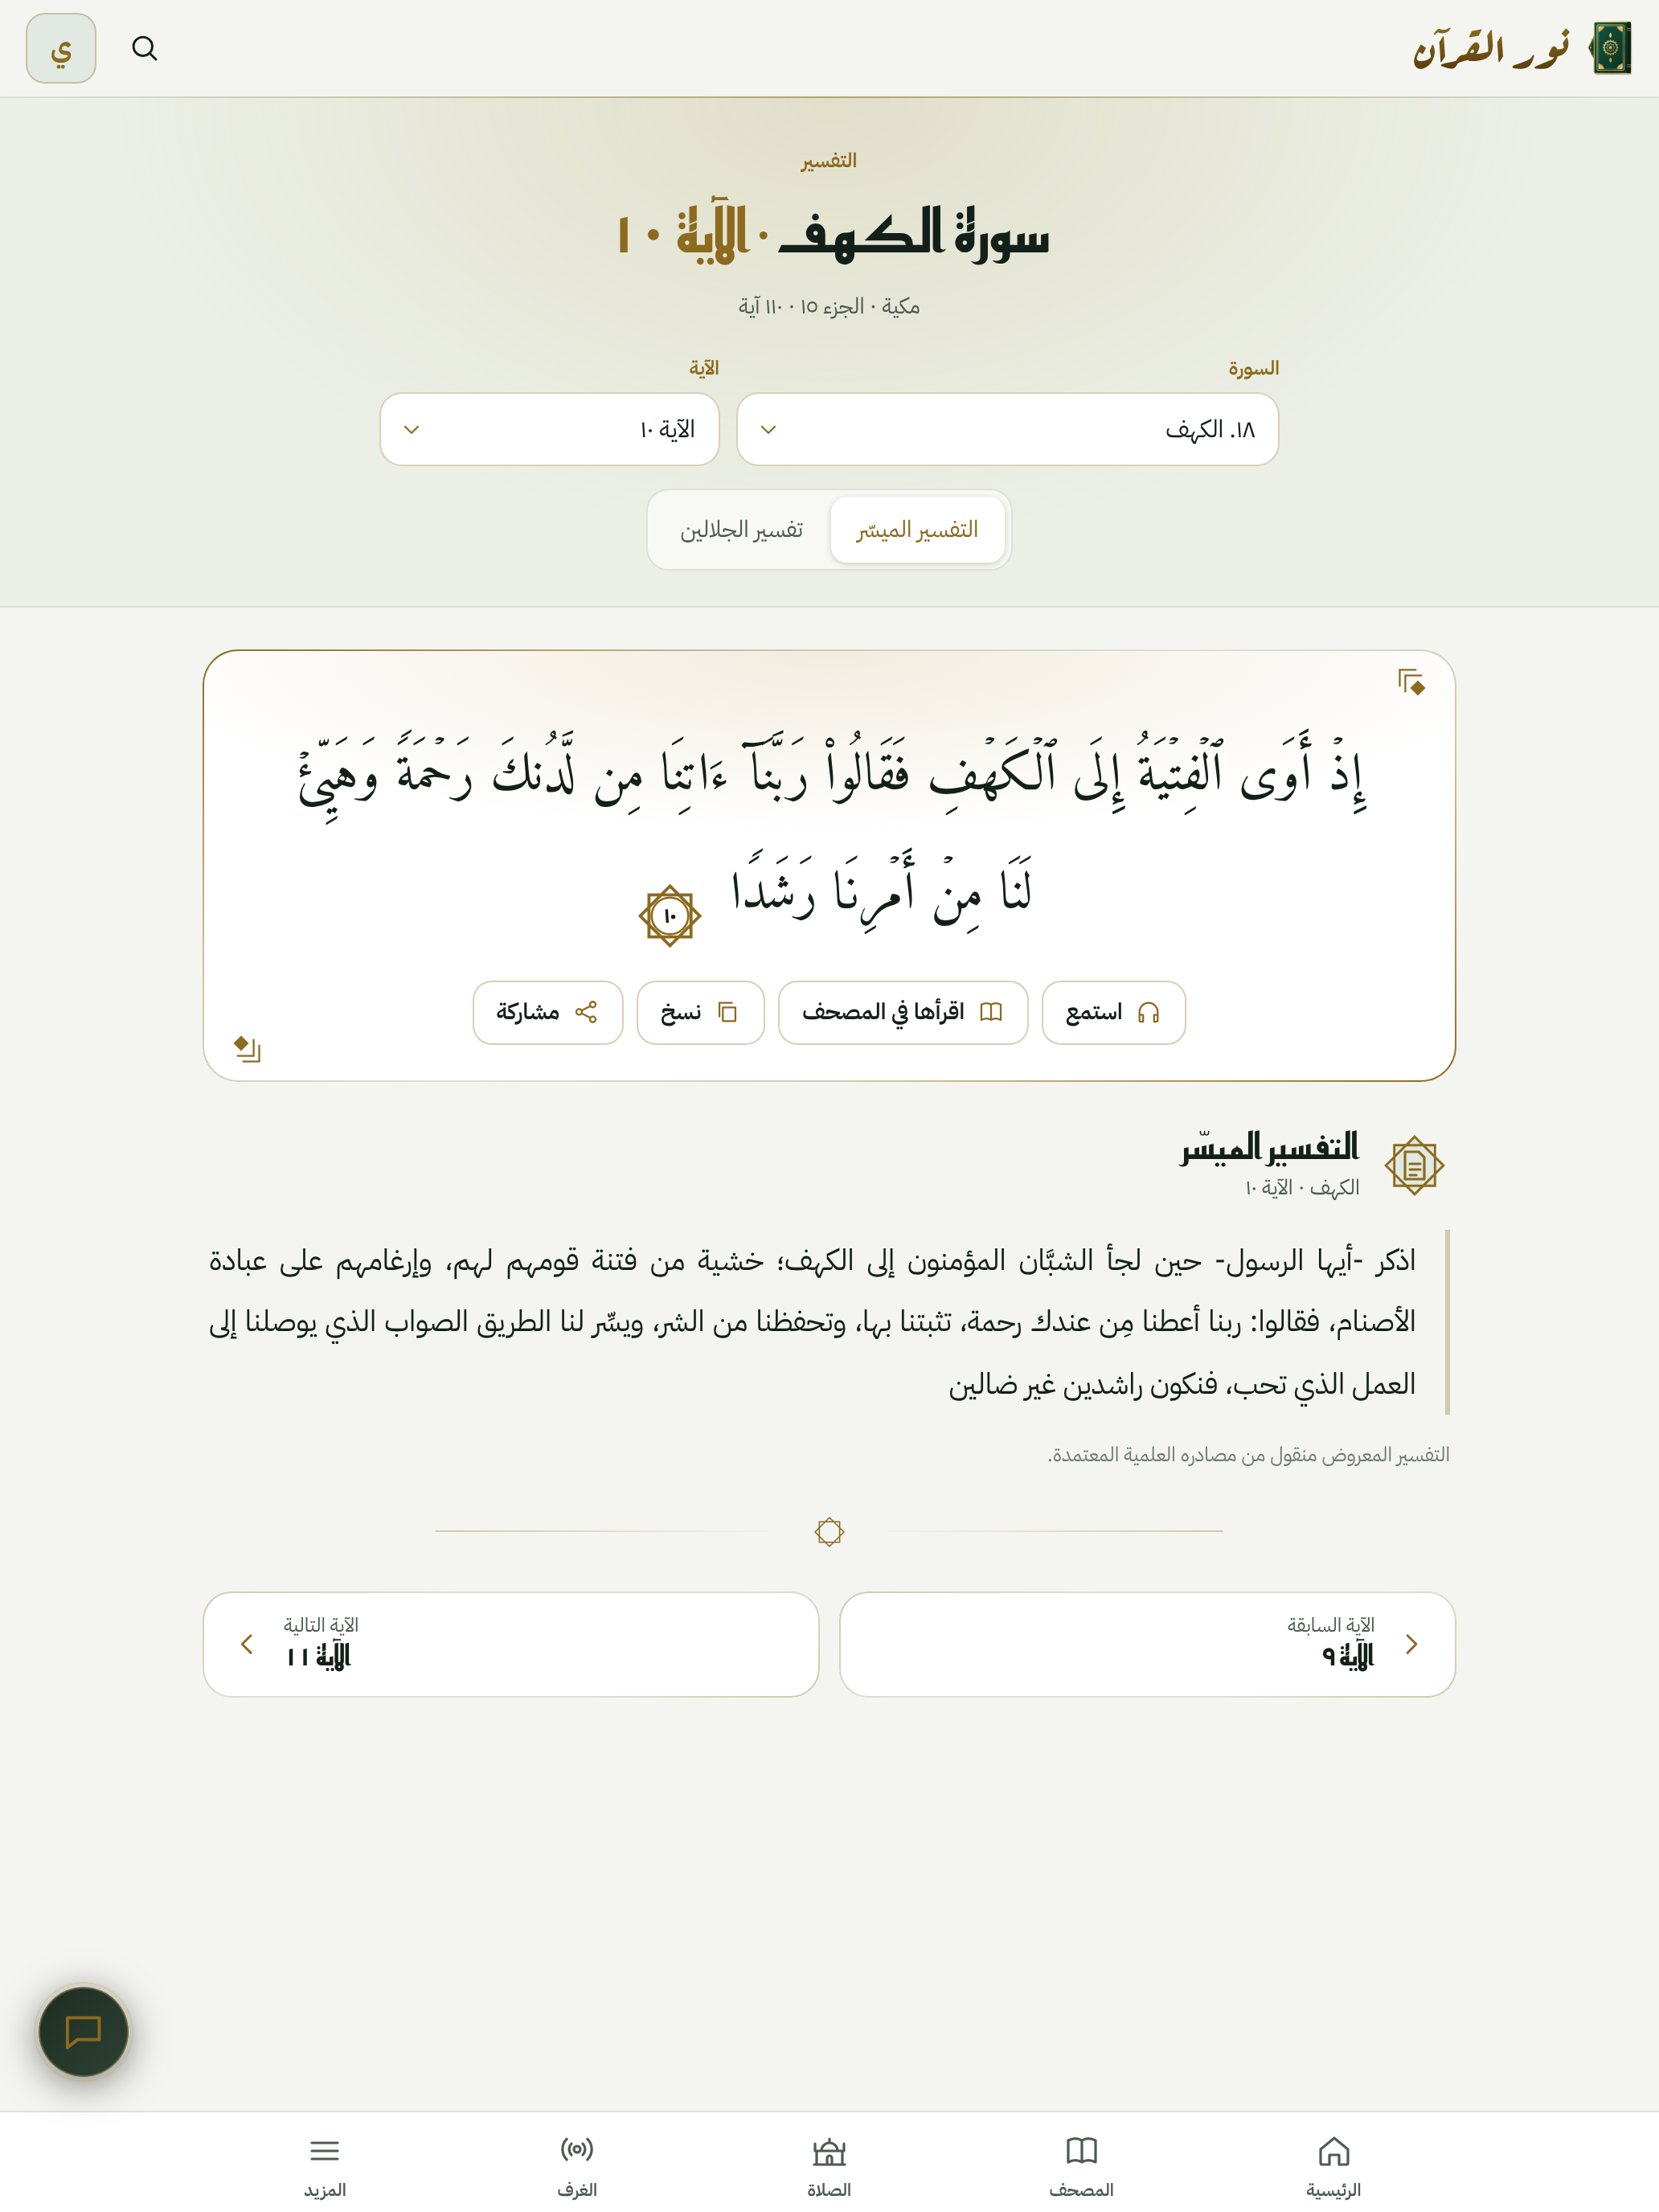 نور القرآن
ي
التفسير
سورة الكهف · الآية ١٠
مكية · الجزء ١٥ · ١١٠ آية
السورة
الآية
١٨. الكهف
الآية ١٠
التفسير الميسّر
تفسير الجلالين
إِذۡ أَوَى ٱلۡفِتۡيَةُ إِلَى ٱلۡكَهۡفِ فَقَالُواْ رَبَّنَآ ءَاتِنَا مِن لَّدُنكَ رَحۡمَةٗ وَهَيِّئۡ
لَنَا مِنۡ أَمۡرِنَا رَشَدٗا ١٠
استمع
اقرأها في المصحف
نسخ
مشاركة
التفسير الميسّر
الكهف · الآية ١٠
اذكر -أيها الرسول- حين لجأ الشبَّان المؤمنون إلى الكهف؛ خشية من فتنة قومهم لهم، وإرغامهم على عبادة
الأصنام، فقالوا: ربنا أعطنا مِن عندك رحمة، تثبتنا بها، وتحفظنا من الشر، ويسِّر لنا الطريق الصواب الذي يوصلنا إلى
العمل الذي تحب، فنكون راشدين غير ضالين
التفسير المعروض منقول من مصادره العلمية المعتمدة.
الآية السابقة
الآية ٩
الآية التالية
الآية ١١
الرئيسية
المصحف
الصلاة
الغرف
المزيد